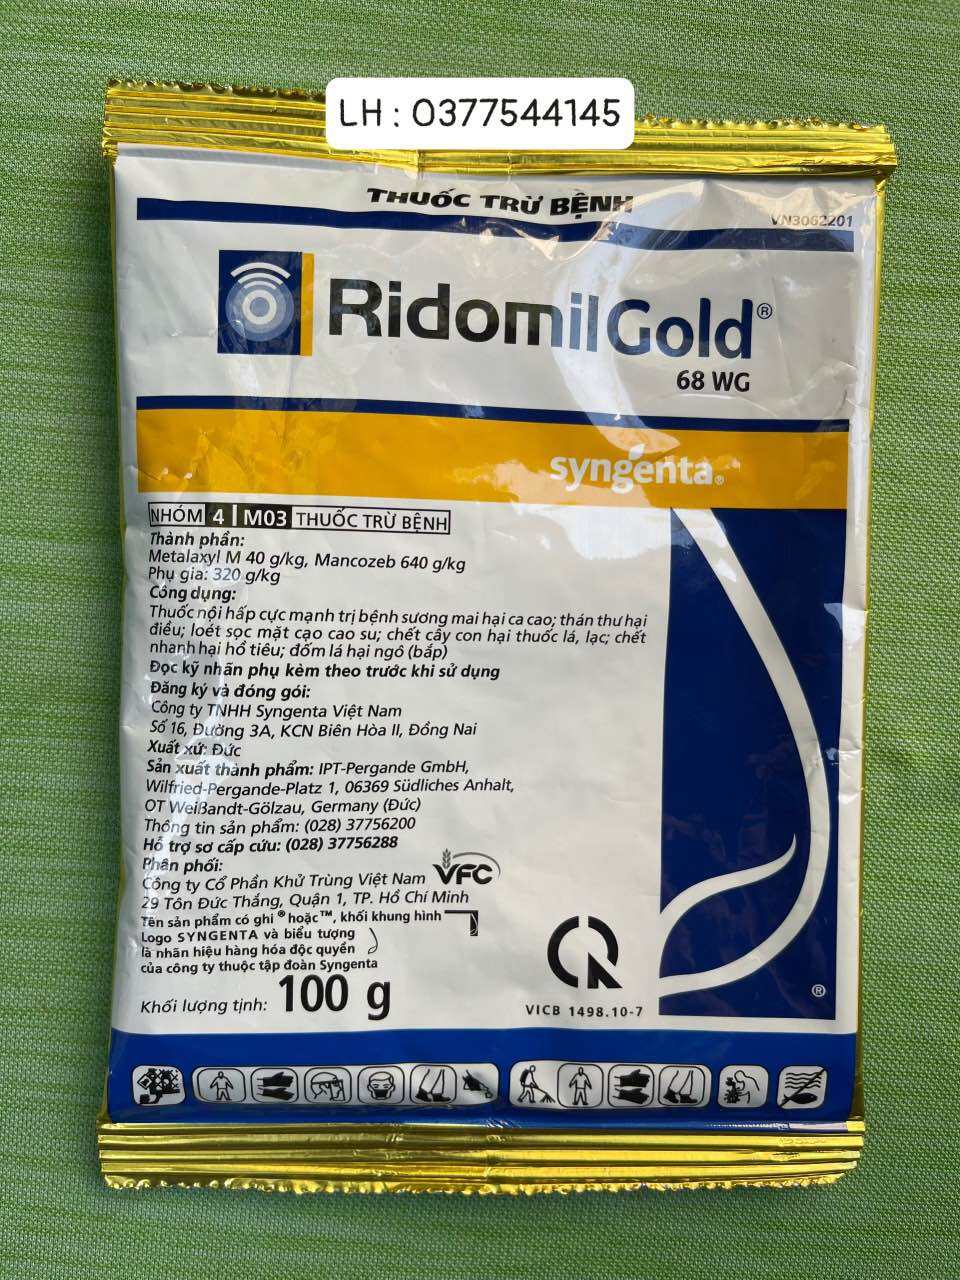 LH : 0377544145
THUỐC TRỪ BỆNH
VN3062201
RidomilGold®
68 WG
syngenta®
NHÓM 4 M03 THUỐC TRỪ BỆNH
Thành phần:
Metalaxyl M 40 g/kg, Mancozeb 640 g/kg
Phụ gia: 320 g/kg
Công dụng:
Thuốc nội hấp cực mạnh trị bệnh sương mai hại ca cao; thán thư hại
điều; loét sọc mặt cạo cao su; chết cây con hại thuốc lá, lạc; chết
nhanh hại hồ tiêu; đốm lá hại ngô (bắp)
Đọc kỹ nhãn phụ kèm theo trước khi sử dụng
Đăng ký và đóng gói:
Công ty TNHH Syngenta Việt Nam
Số 16, Đường 3A, KCN Biên Hòa II, Đồng Nai
Xuất xứ: Đức
Sản xuất thành phẩm: IPT-Pergande GmbH,
Wilfried-Pergande-Platz 1, 06369 Südliches Anhalt,
OT Weißandt-Gölzau, Germany (Đức)
Thông tin sản phẩm: (028) 37756200
Hỗ trợ sơ cấp cứu: (028) 37756288
Phân phối:
Công ty Cổ Phần Khử Trùng Việt Nam VFC
29 Tôn Đức Thắng, Quận 1, TP. Hồ Chí Minh
Tên sản phẩm có ghi ® hoặc ™, khối khung hình
Logo SYNGENTA và biểu tượng
là nhãn hiệu hàng hóa độc quyền
của công ty thuộc tập đoàn Syngenta
Khối lượng tịnh: 100 g
VICB 1498.10-7
®